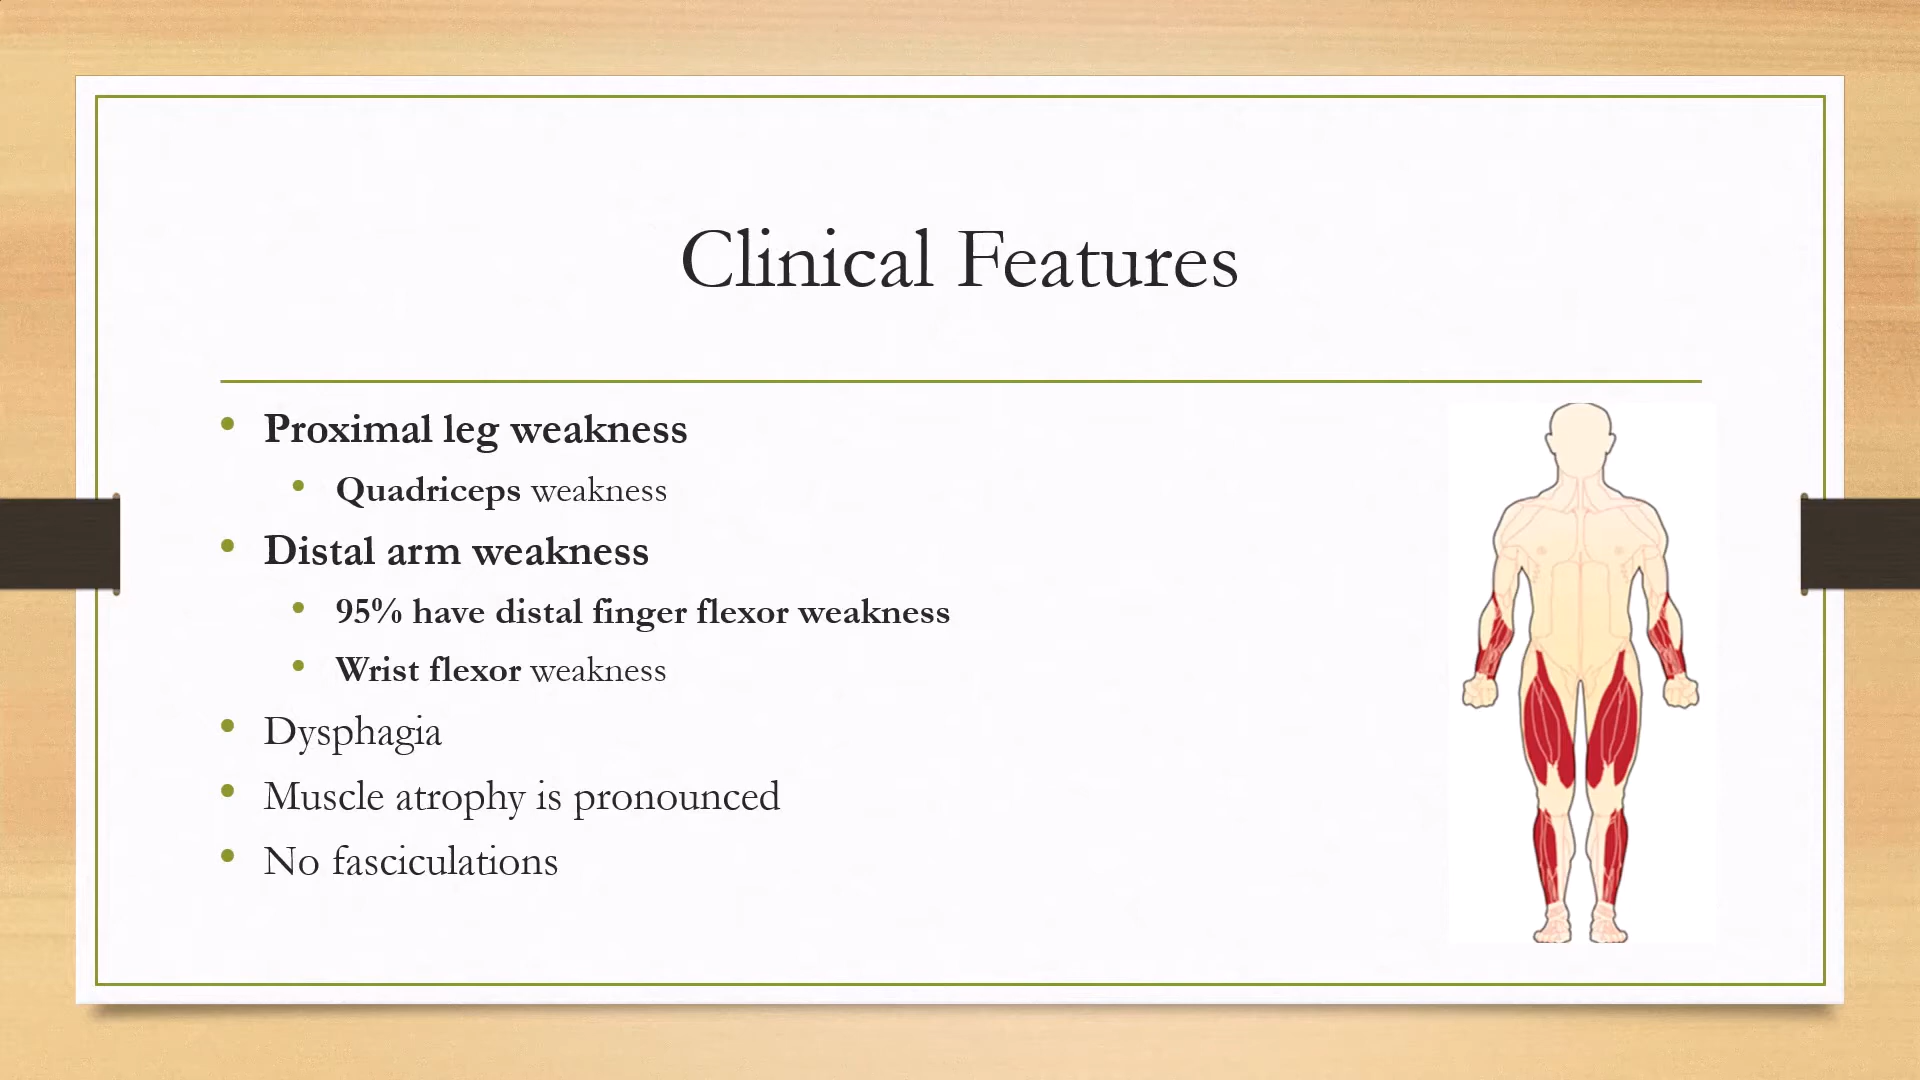 Clinical Features
Proximal leg weakness
Quadriceps weakness
Distal arm weakness
95% have distal finger flexor weakness
Wrist flexor weakness
Dysphagia
Muscle atrophy is pronounced
No fasciculations